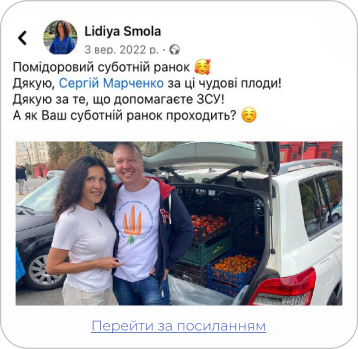 Lidiya Smola
3 вер. 2022 р. ·
Помідоровий суботній ранок 🥰
Дякую, Сергій Марченко за ці чудові плоди!
Дякую за те, що допомагаєте ЗСУ!
А як Ваш суботній ранок проходить? ☺️
Перейти за посиланням